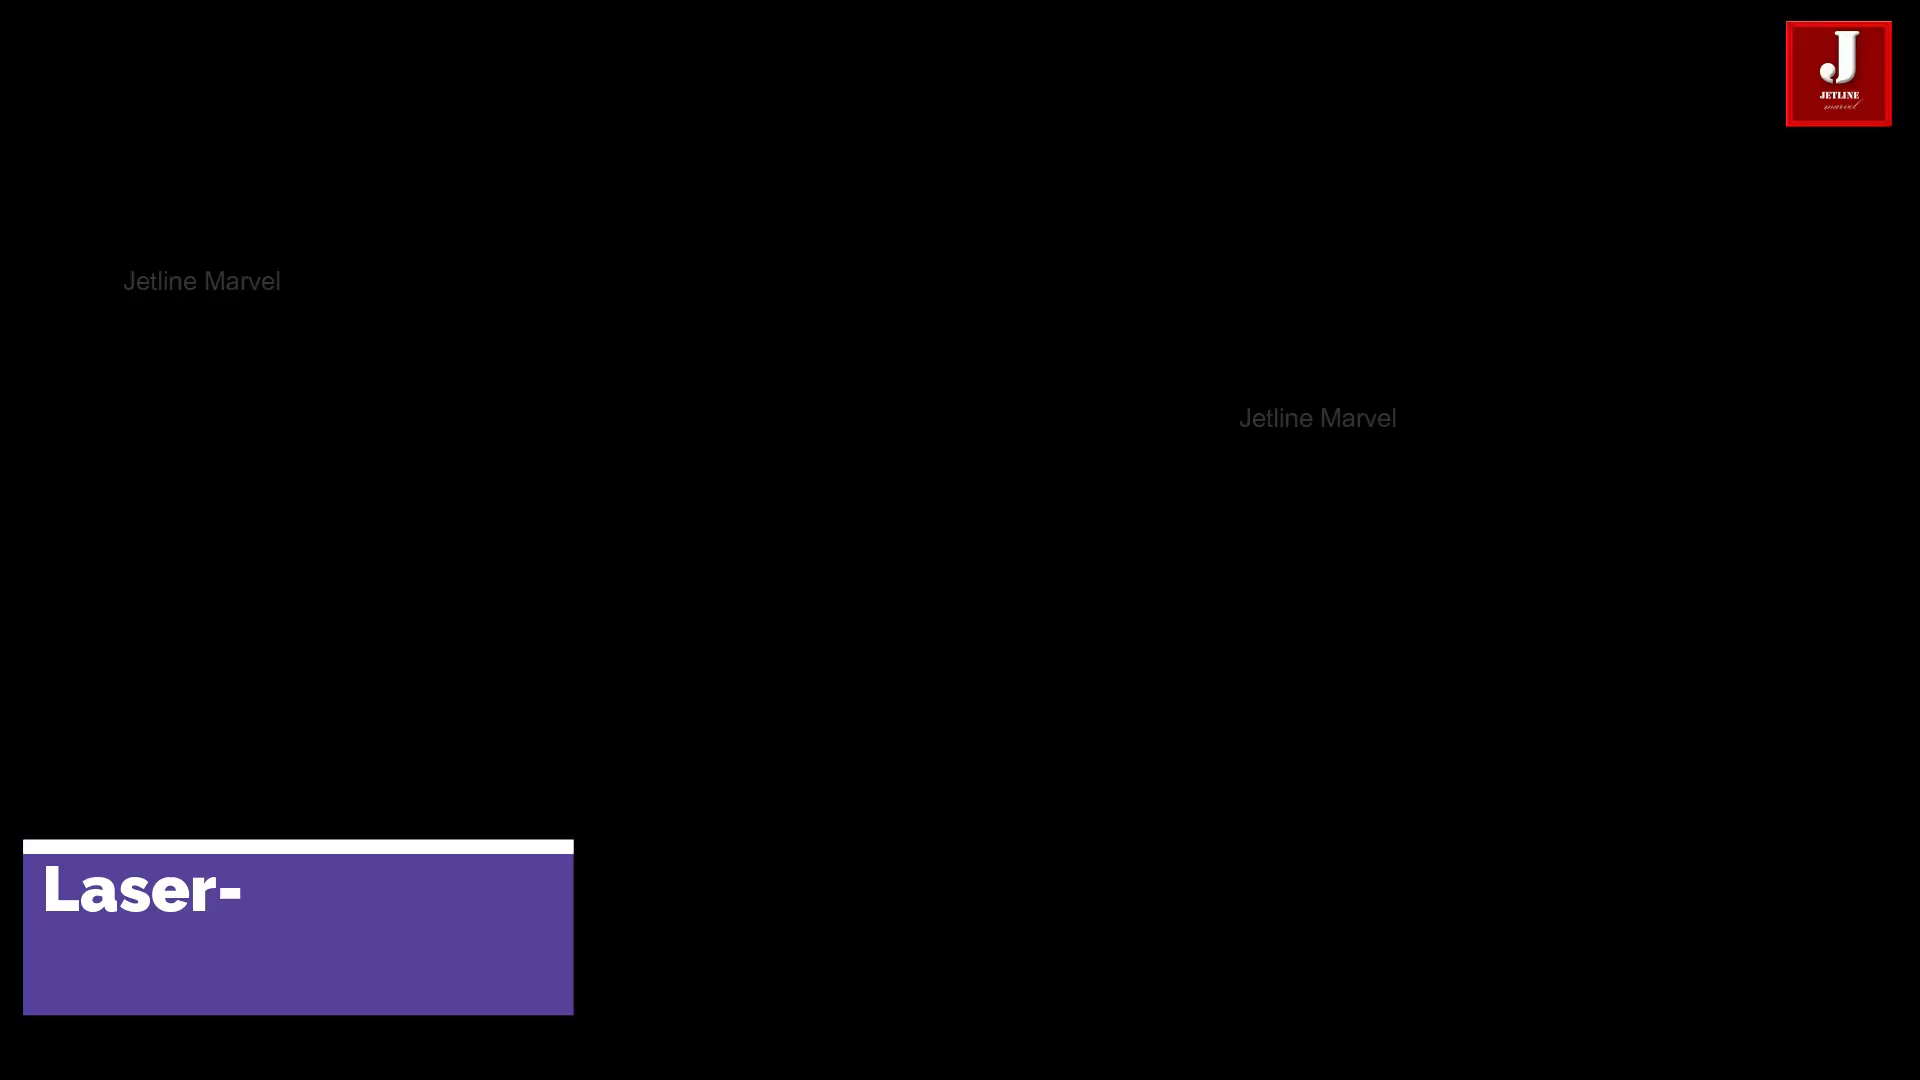 J
JETLINE
marvel
Jetline Marvel
Jetline Marvel
Laser-